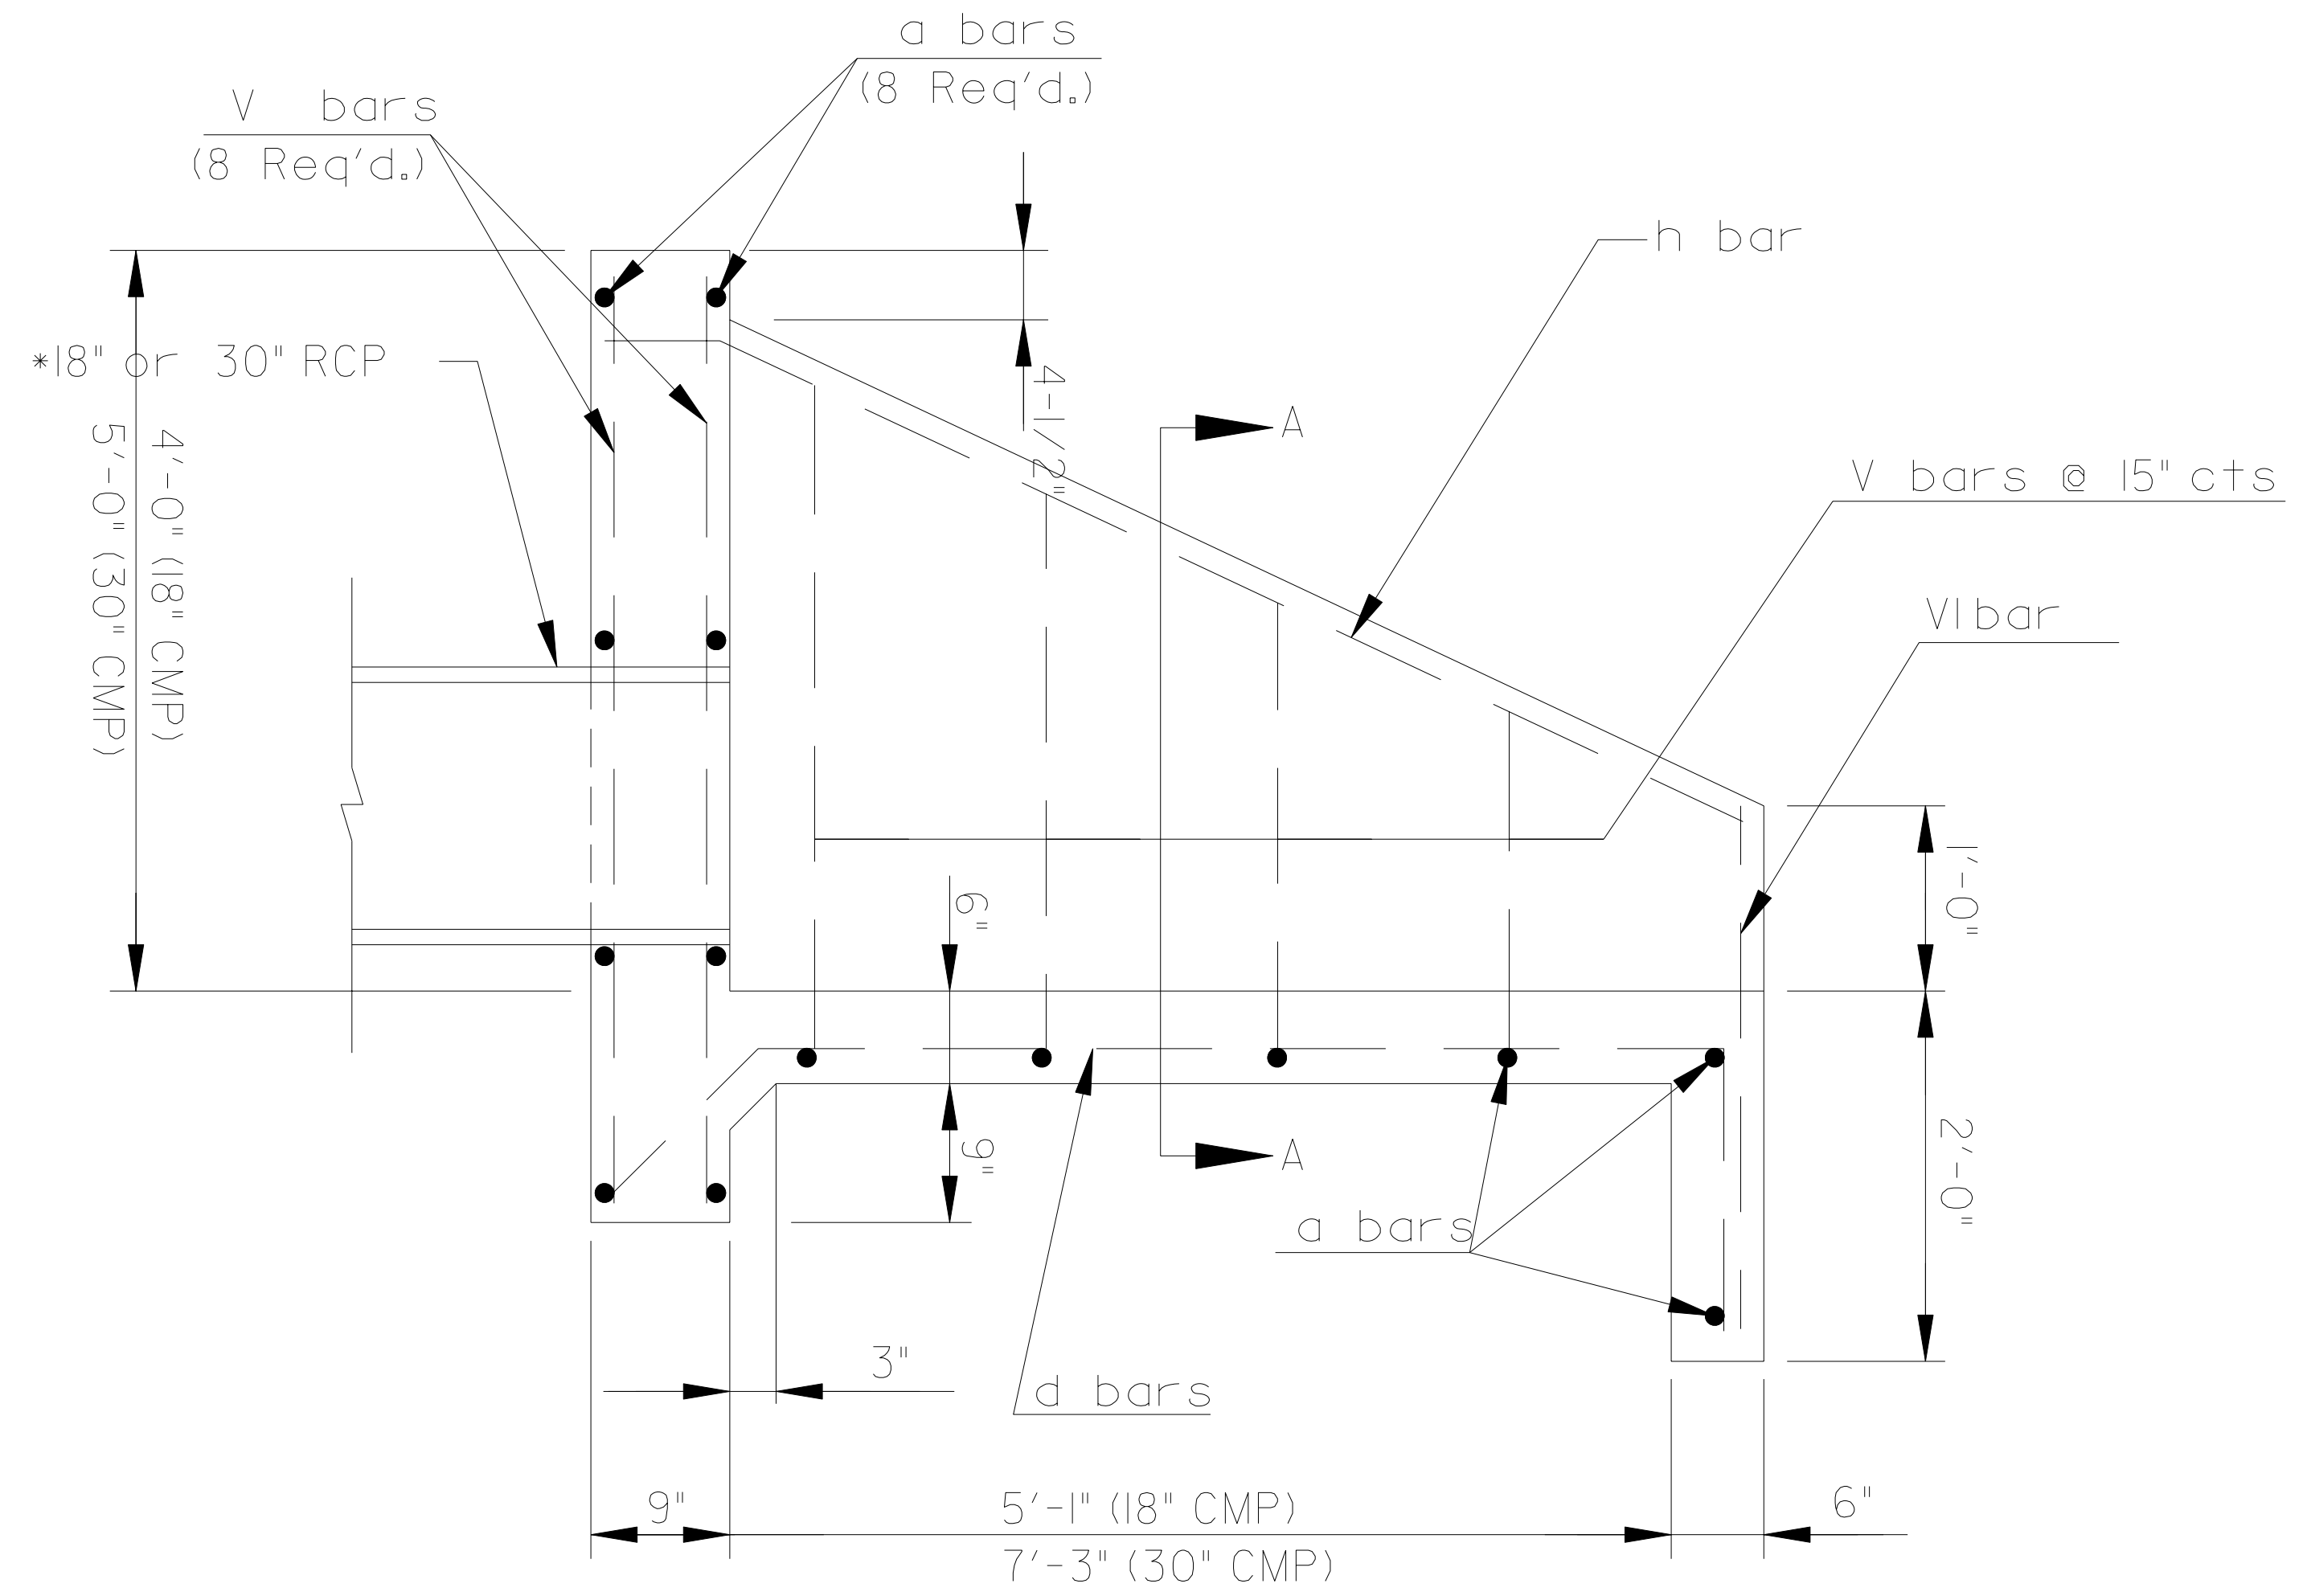 a bars
(8 Req'd.)
V bars
(8 Req'd.)
h bar
*18" or 30" RCP
4-1/2"
A
V bars @ 15" cts
4'-0" (18" CMP)
5'-0" (30" CMP)
V1 bar
1'-0"
6"
9"
A
2'-0"
a bars
3"
d bars
9"
5'-1" (18" CMP)
6"
7'-3" (30" CMP)